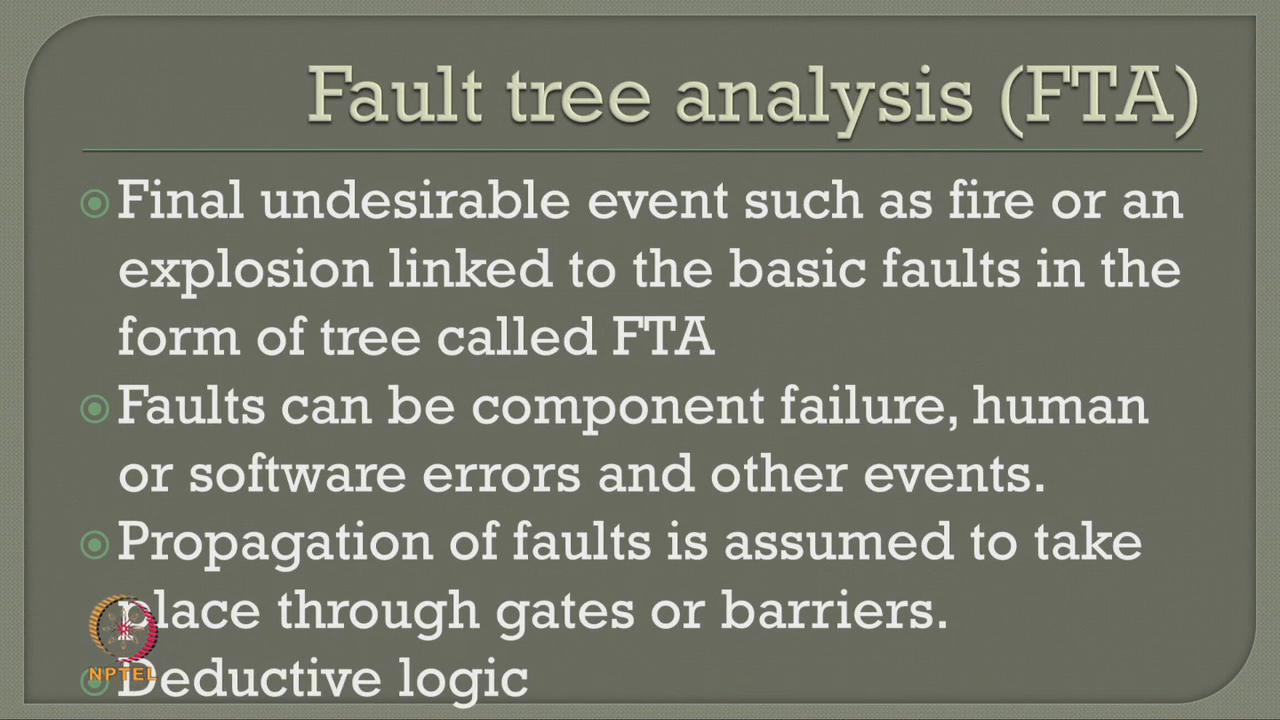 Fault tree analysis (FTA)
Final undesirable event such as fire or an
explosion linked to the basic faults in the
form of tree called FTA
Faults can be component failure, human
or software errors and other events.
Propagation of faults is assumed to take
place through gates or barriers.
Deductive logic
NPTEL